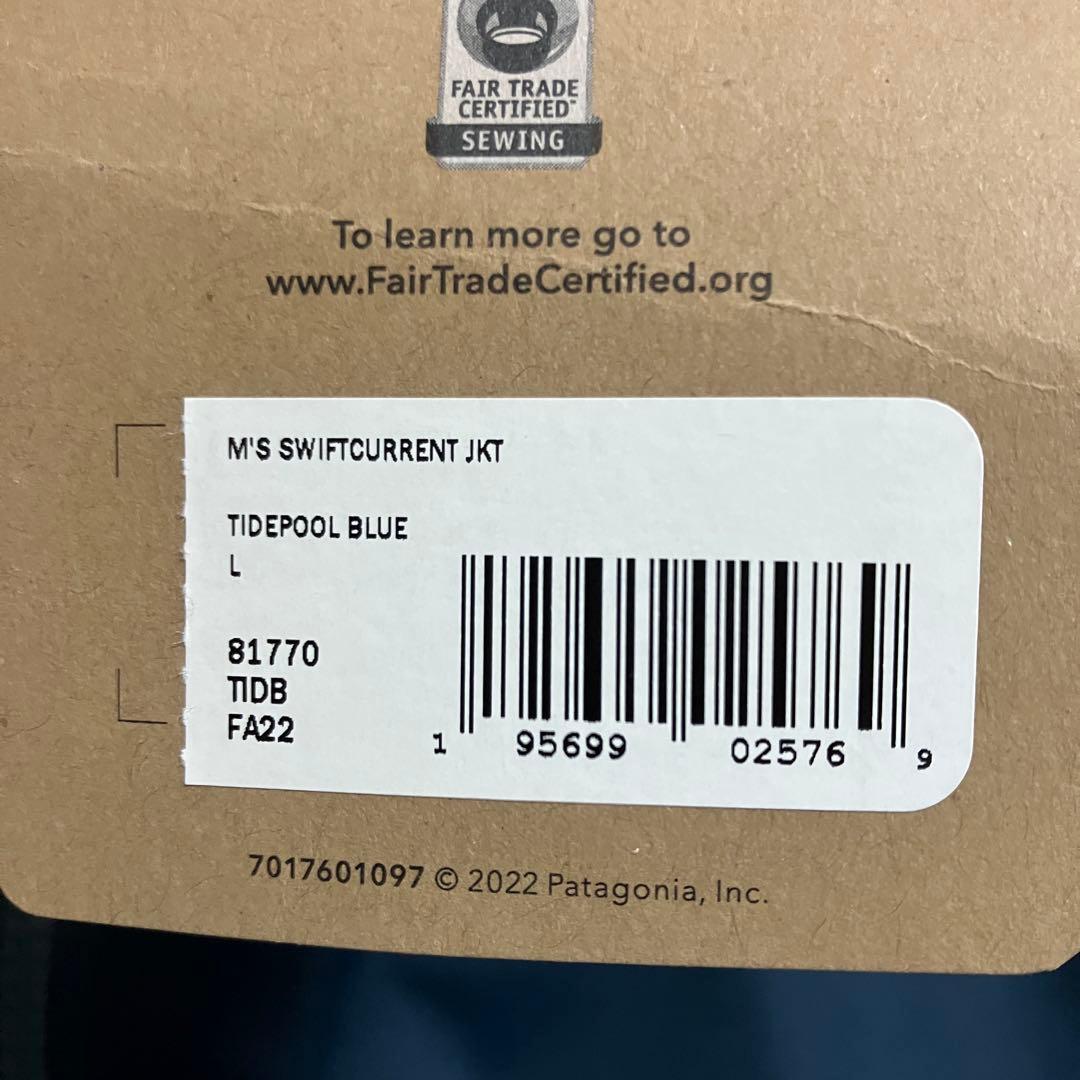 FAIR TRADE
CERTIFIED™
SEWING
To learn more go to
www.FairTradeCertified.org
M'S SWIFTCURRENT JKT
TIDEPOOL BLUE
L
81770
TIDB
FA22
1 95699 02576 9
7017601097 © 2022 Patagonia, Inc.